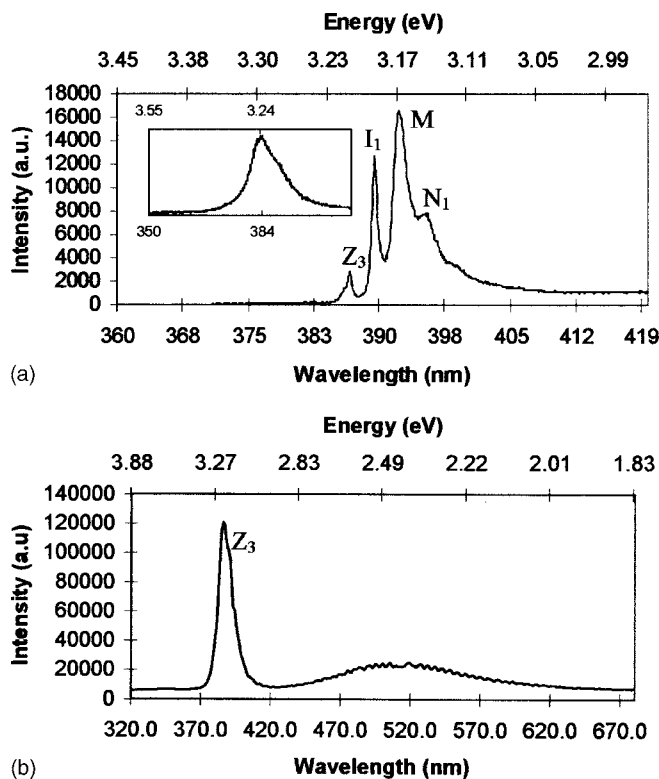 Energy (eV)
3.45 3.38 3.30 3.23 3.17 3.11 3.05 2.99
18000
16000
14000
12000
10000
8000
6000
4000
2000
0
Intensity (a.u.)
3.55 3.24
350 384
Z3
I1
M
N1
360 368 375 383 390 398 405 412 419
(a)
Wavelength (nm)
Energy (eV)
3.88 3.27 2.83 2.49 2.22 2.01 1.83
140000
120000
100000
80000
60000
40000
20000
0
Intensity (a.u)
Z3
320.0 370.0 420.0 470.0 520.0 570.0 620.0 670.0
(b)
Wavelength (nm)